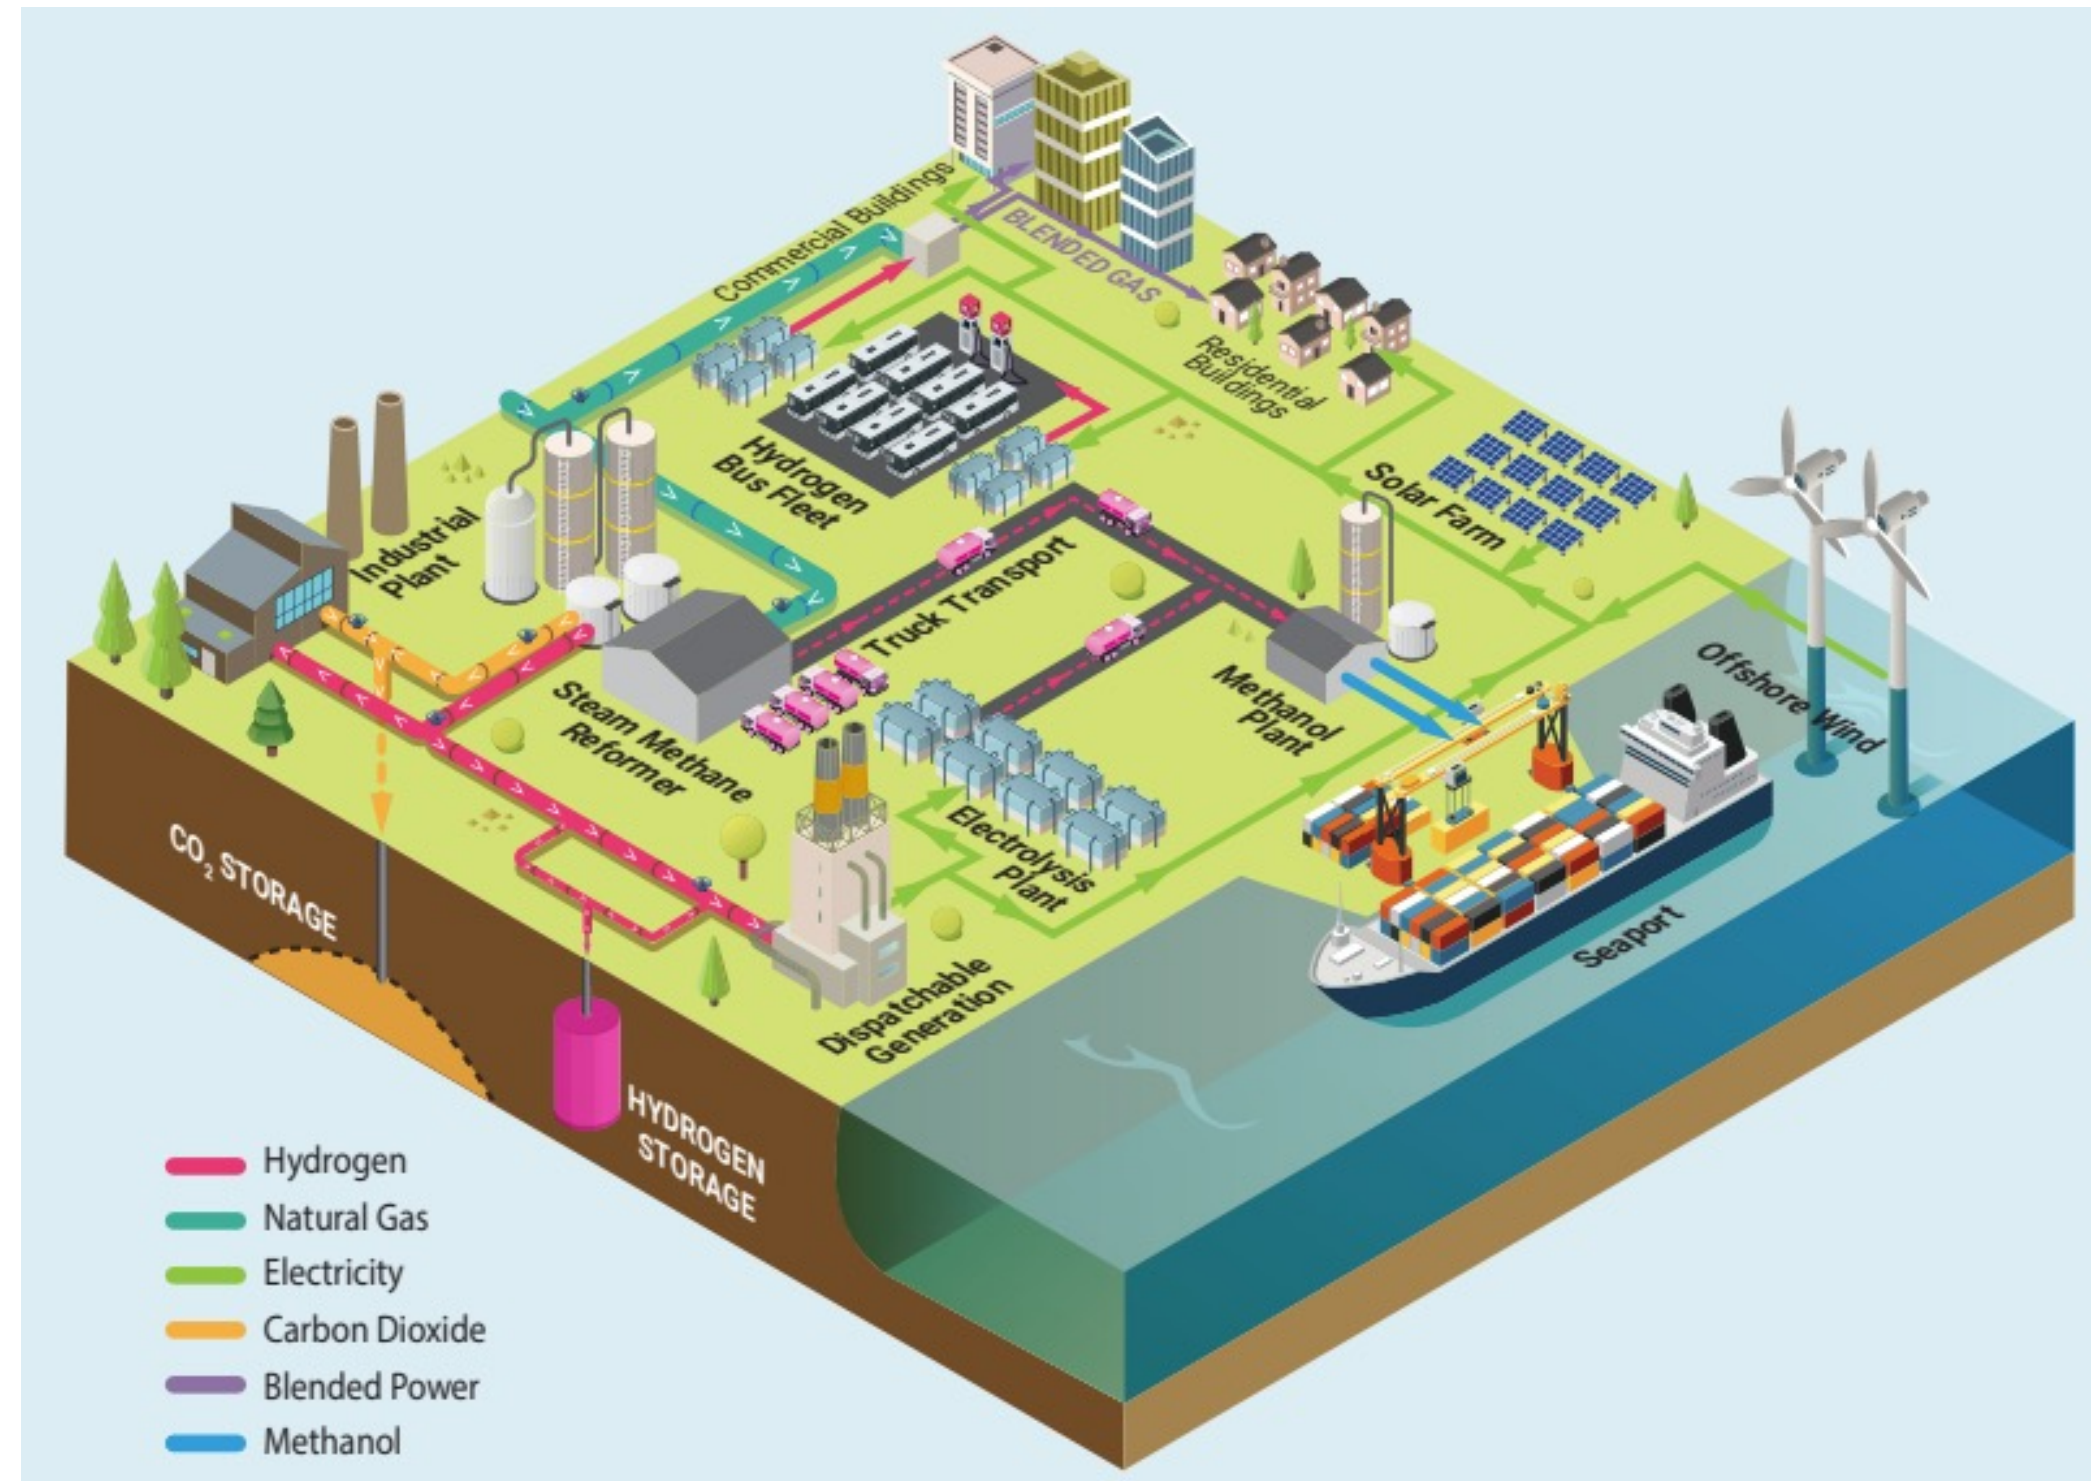 Commercial Buildings
BLENDED GAS
Residential
Buildings
Hydrogen
Bus Fleet
Solar Farm
Industrial
Plant
Truck Transport
Offshore Wind
Methanol
Plant
Steam Methane
Reformer
Electrolysis
Plant
Seaport
CO₂ STORAGE
Dispatchable
Generation
HYDROGEN
STORAGE
Hydrogen
Natural Gas
Electricity
Carbon Dioxide
Blended Power
Methanol